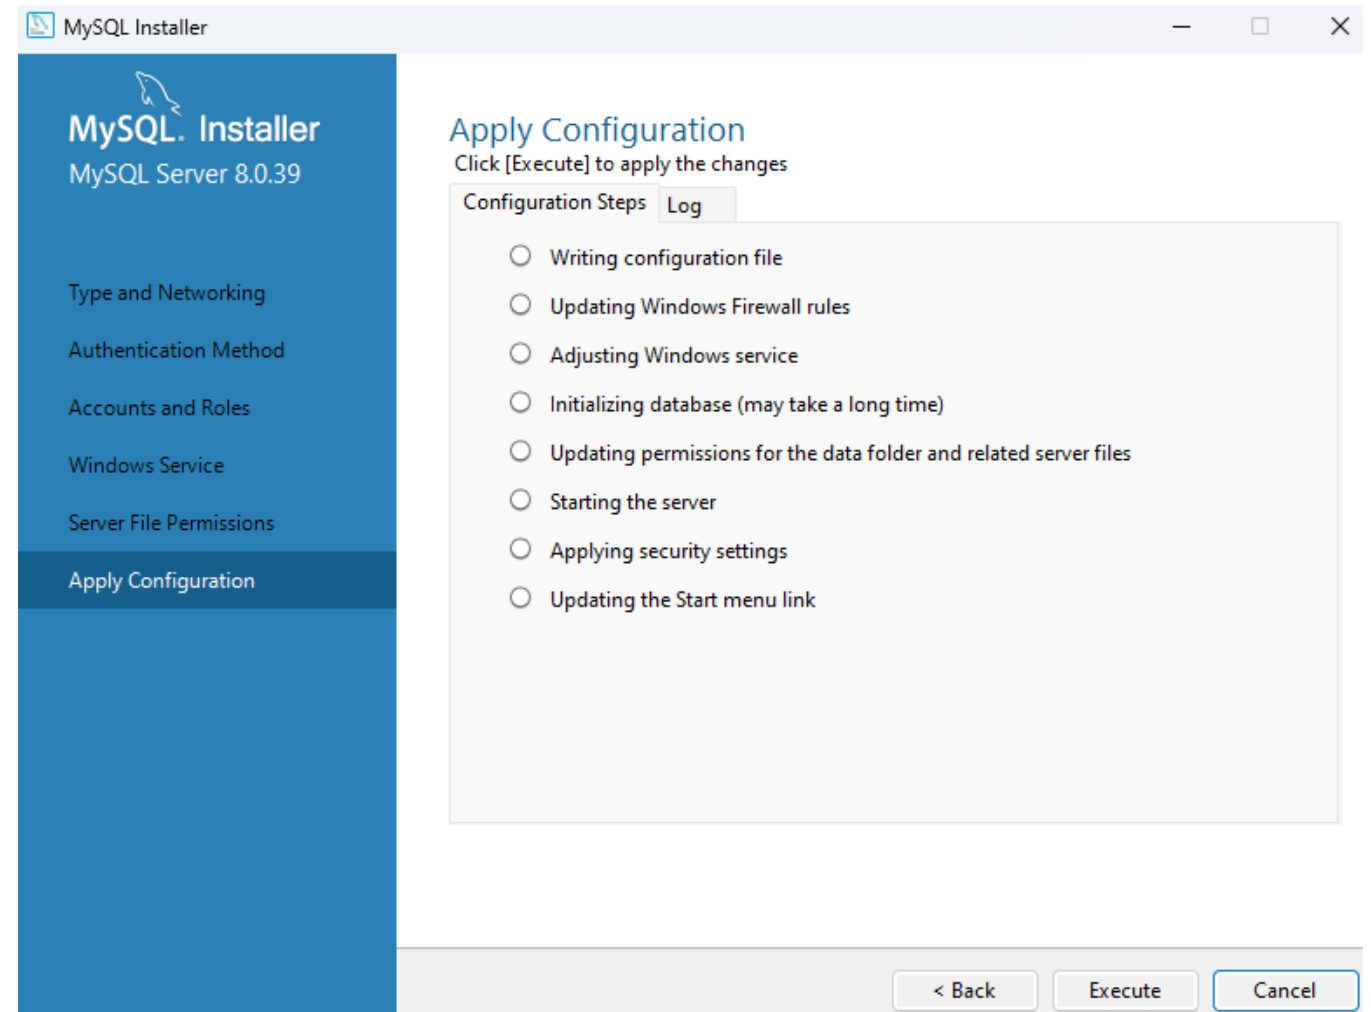 MySQL Installer
MySQL. Installer
MySQL Server 8.0.39
Type and Networking
Authentication Method
Accounts and Roles
Windows Service
Server File Permissions
Apply Configuration
Apply Configuration
Click [Execute] to apply the changes
Configuration Steps Log
Writing configuration file
Updating Windows Firewall rules
Adjusting Windows service
Initializing database (may take a long time)
Updating permissions for the data folder and related server files
Starting the server
Applying security settings
Updating the Start menu link
< Back Execute Cancel